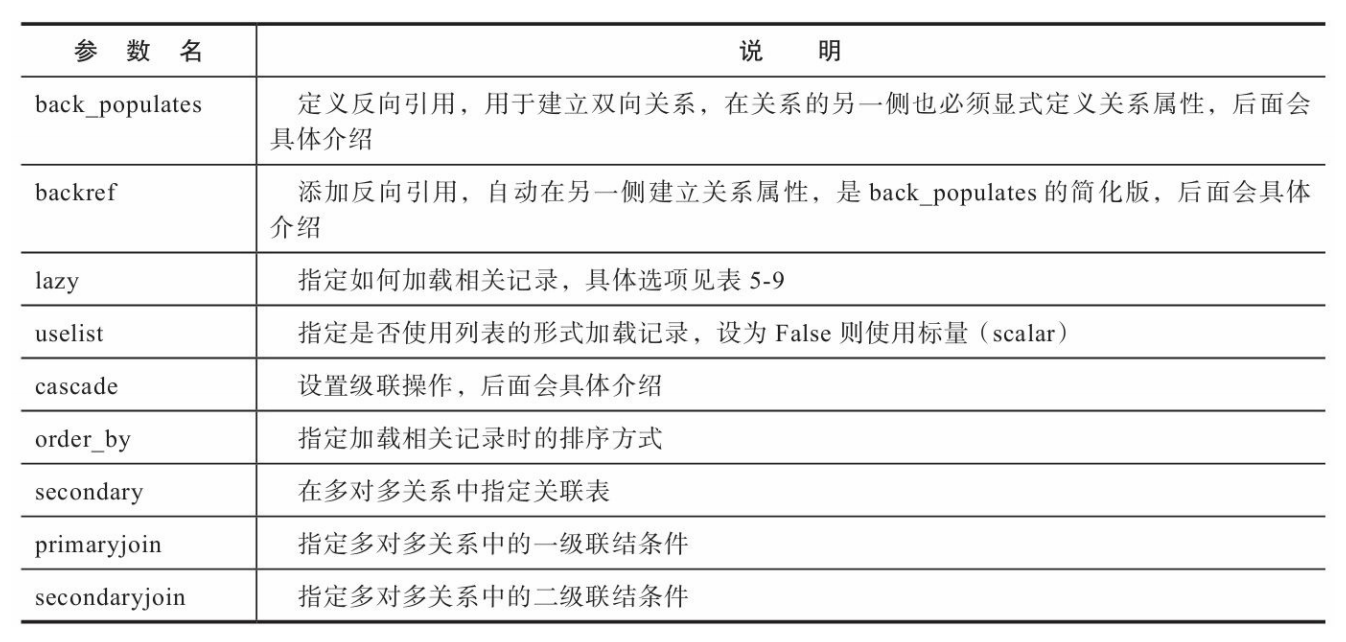 参 数 名 说 明
back_populates 定义反向引用，用于建立双向关系，在关系的另一侧也必须显式定义关系属性，后面会
具体介绍
backref 添加反向引用，自动在另一侧建立关系属性，是 back_populates 的简化版，后面会具体
介绍
lazy 指定如何加载相关记录，具体选项见表 5-9
uselist 指定是否使用列表的形式加载记录，设为 False 则使用标量（scalar）
cascade 设置级联操作，后面会具体介绍
order_by 指定加载相关记录时的排序方式
secondary 在多对多关系中指定关联表
primaryjoin 指定多对多关系中的一级联结条件
secondaryjoin 指定多对多关系中的二级联结条件